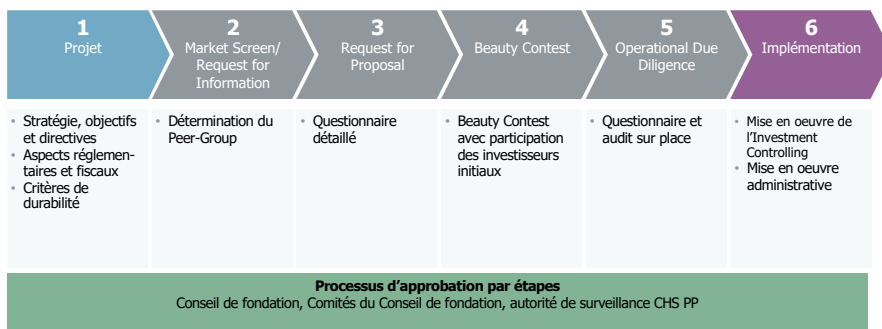 1
Projet
2
Market Screen/
Request for
Information
3
Request for
Proposal
4
Beauty Contest
5
Operational Due
Diligence
6
Implémentation
• Stratégie, objectifs
et directives
• Aspects réglemen-
taires et fiscaux
• Critères de
durabilité
• Détermination du
Peer-Group
• Questionnaire
détaillé
• Beauty Contest
avec participation
des investisseurs
initiaux
• Questionnaire et
audit sur place
• Mise en oeuvre de
l'Investment
Controlling
• Mise en oeuvre
administrative
Processus d'approbation par étapes
Conseil de fondation, Comités du Conseil de fondation, autorité de surveillance CHS PP